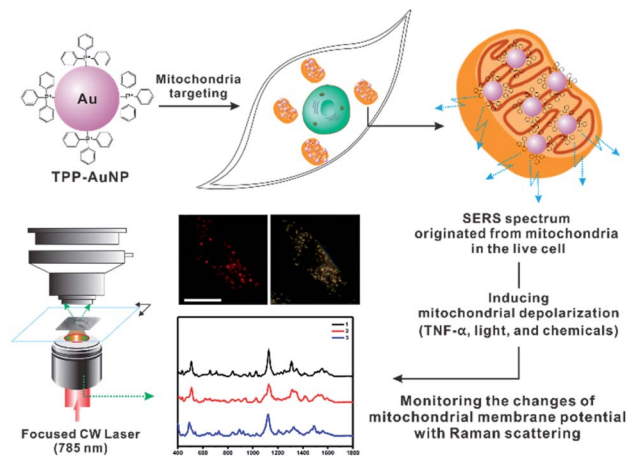 Au
TPP-AuNP
Mitochondria
targeting
SERS spectrum
originated from mitochondria
in the live cell
Inducing
mitochondrial depolarization
(TNF-α, light, and chemicals)
Monitoring the changes of
mitochondrial membrane potential
with Raman scattering
Focused CW Laser
(785 nm)
1
2
3
400 600 800 1000 1200 1400 1600 1800